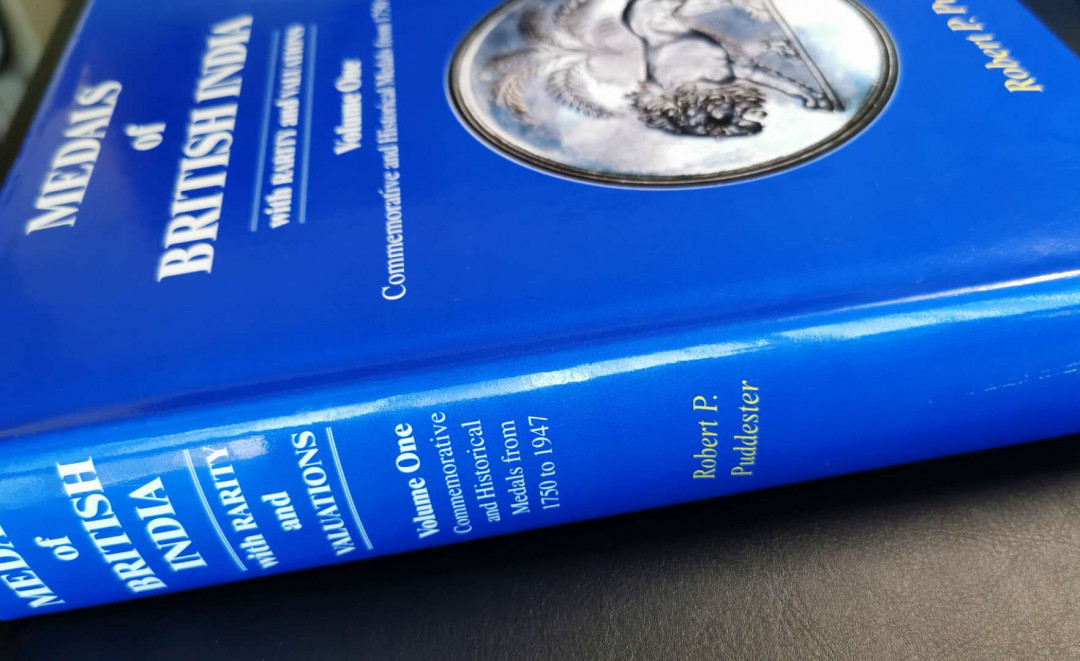 MEDALS
of
BRITISH INDIA
with RARITY and VALUATIONS
Volume One
Commemorative and Historical Medals from 1750
Robert P.
of
BRITISH
INDIA
with RARITY
and
VALUATIONS
Volume One
Commemorative
and Historical
Medals from
1750 to 1947
Robert P.
Puddester